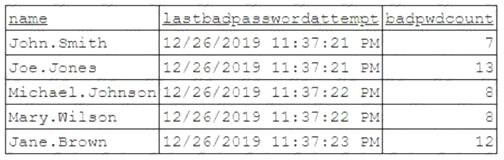 name lastbadpasswordattempt badpwdcount
John.Smith 12/26/2019 11:37:21 PM 7
Joe.Jones 12/26/2019 11:37:21 PM 13
Michael.Johnson 12/26/2019 11:37:22 PM 8
Mary.Wilson 12/26/2019 11:37:22 PM 8
Jane.Brown 12/26/2019 11:37:23 PM 12